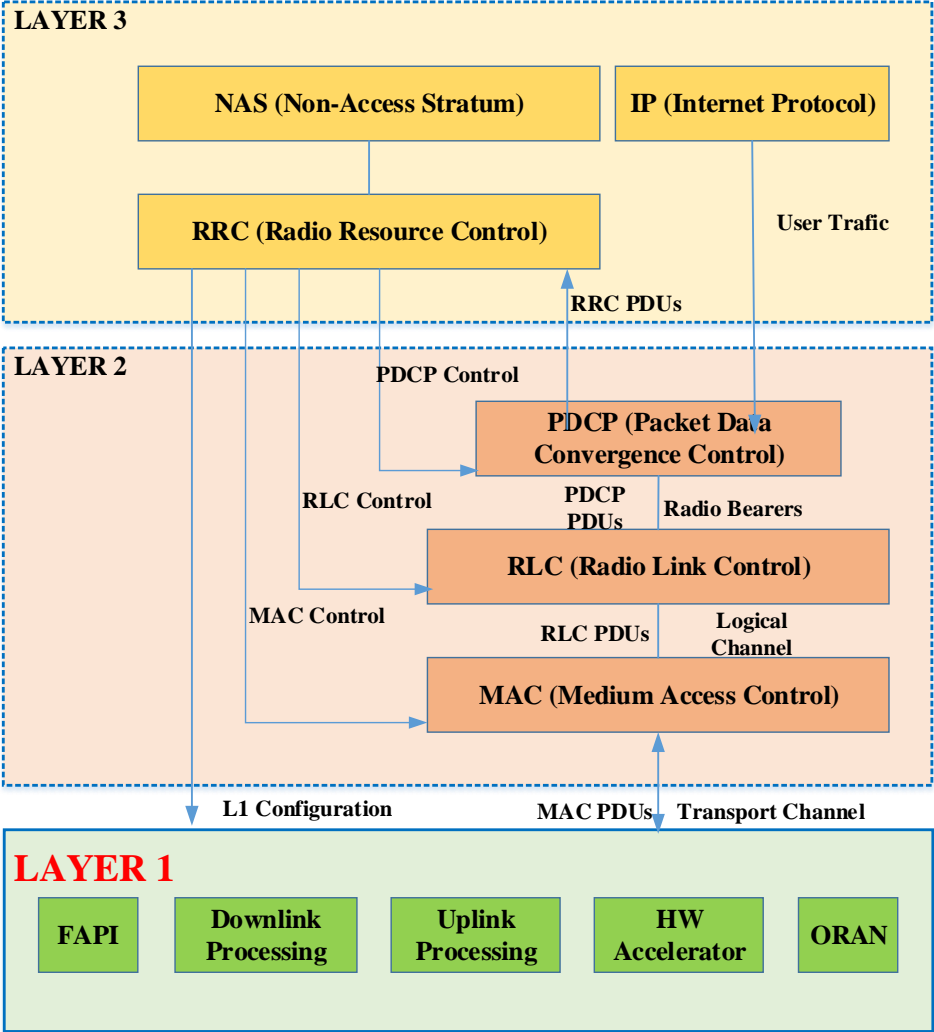 LAYER 3
NAS (Non-Access Stratum)
IP (Internet Protocol)
RRC (Radio Resource Control)
User Trafic
RRC PDUs
LAYER 2
PDCP Control
PDCP (Packet Data
Convergence Control)
RLC Control
PDCP
PDUs
Radio Bearers
RLC (Radio Link Control)
MAC Control
RLC PDUs
Logical
Channel
MAC (Medium Access Control)
L1 Configuration
MAC PDUs
Transport Channel
LAYER 1
FAPI
Downlink
Processing
Uplink
Processing
HW
Accelerator
ORAN